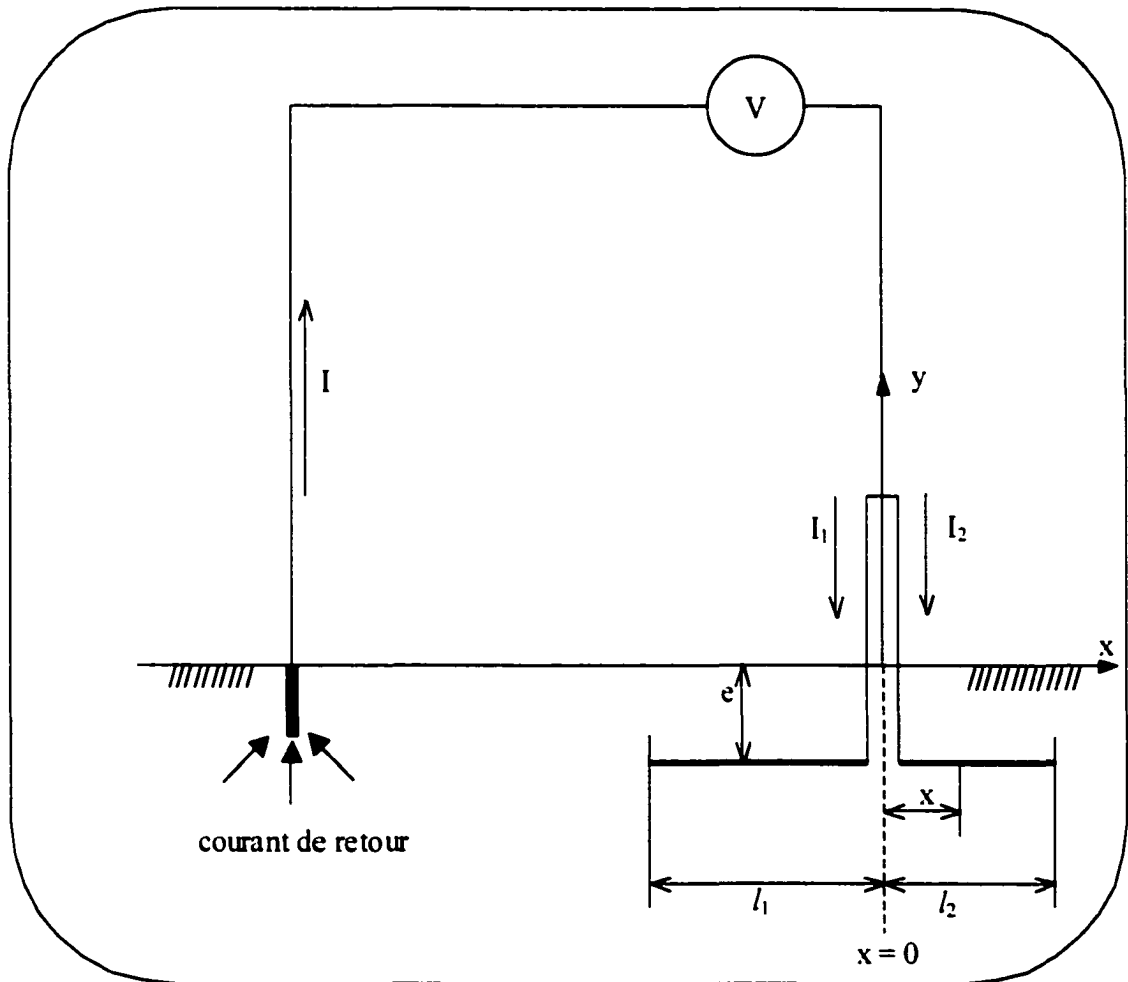 V
I
y
I₁
I₂
x
e
x
courant de retour
l₁
l₂
x = 0